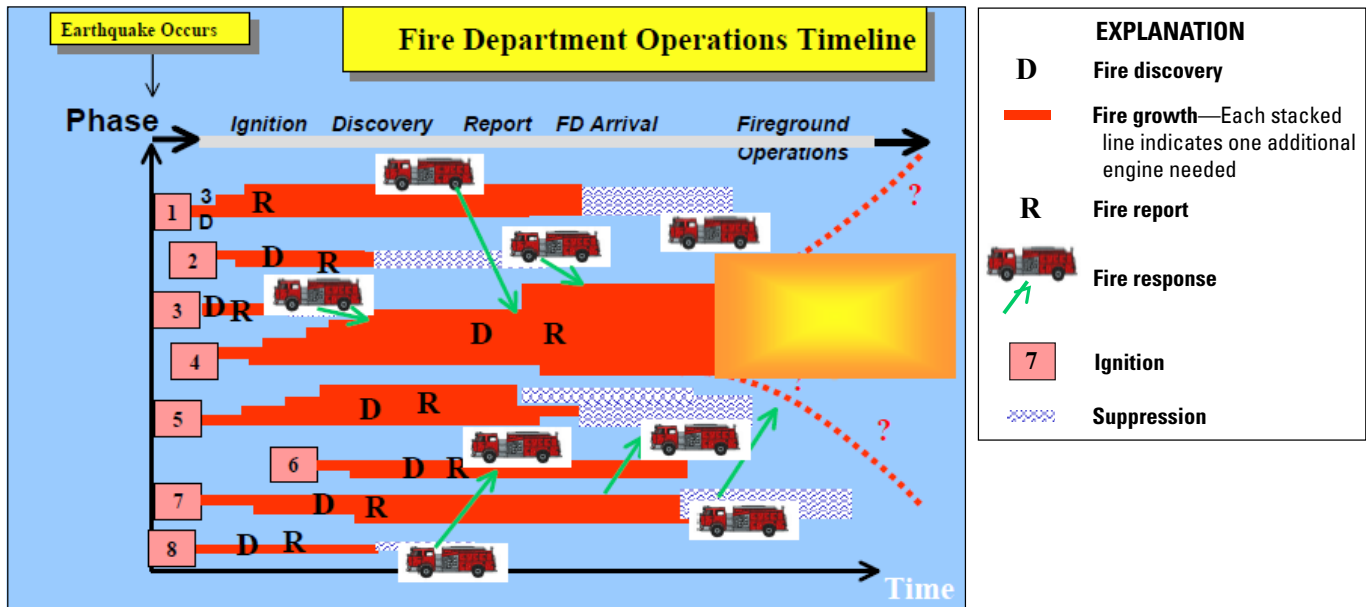 Earthquake Occurs
Fire Department Operations Timeline
Phase
Ignition
Discovery
Report
FD Arrival
Fireground
Operations
1
3
D
R
?
2
D
R
3
D
R
4
D
R
?
5
D
R
?
6
D
R
7
D
R
8
D
R
Time
EXPLANATION
D
Fire discovery
Fire growth—Each stacked
line indicates one additional
engine needed
R
Fire report
Fire response
7
Ignition
Suppression